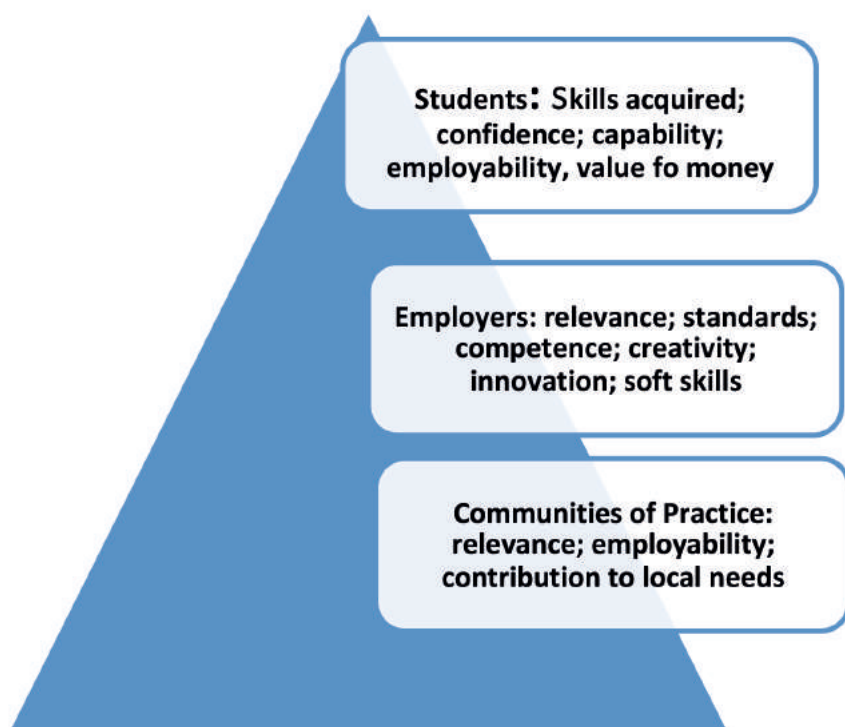 Students: Skills acquired;
confidence; capability;
employability, value fo money
Employers: relevance; standards;
competence; creativity;
innovation; soft skills
Communities of Practice:
relevance; employability;
contribution to local needs